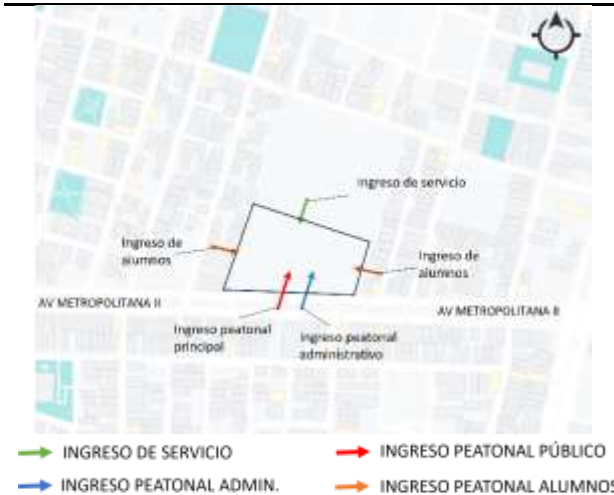 Ingreso de servicio
Ingreso de
alumnos
Ingreso de
alumnos
AV METROPOLITANA II
AV METROPOLITANA II
Ingreso peatonal
principal
Ingreso peatonal
administrativo
INGRESO DE SERVICIO
INGRESO PEATONAL PÚBLICO
INGRESO PEATONAL ADMIN.
INGRESO PEATONAL ALUMNOS